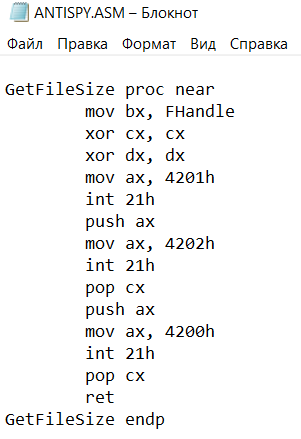 ANTISPY.ASM – Блокнот
Файл Правка Формат Вид Справка
GetFileSize proc near
mov bx, FHandle
xor cx, cx
xor dx, dx
mov ax, 4201h
int 21h
push ax
mov ax, 4202h
int 21h
pop cx
push ax
mov ax, 4200h
int 21h
pop cx
ret
GetFileSize endp